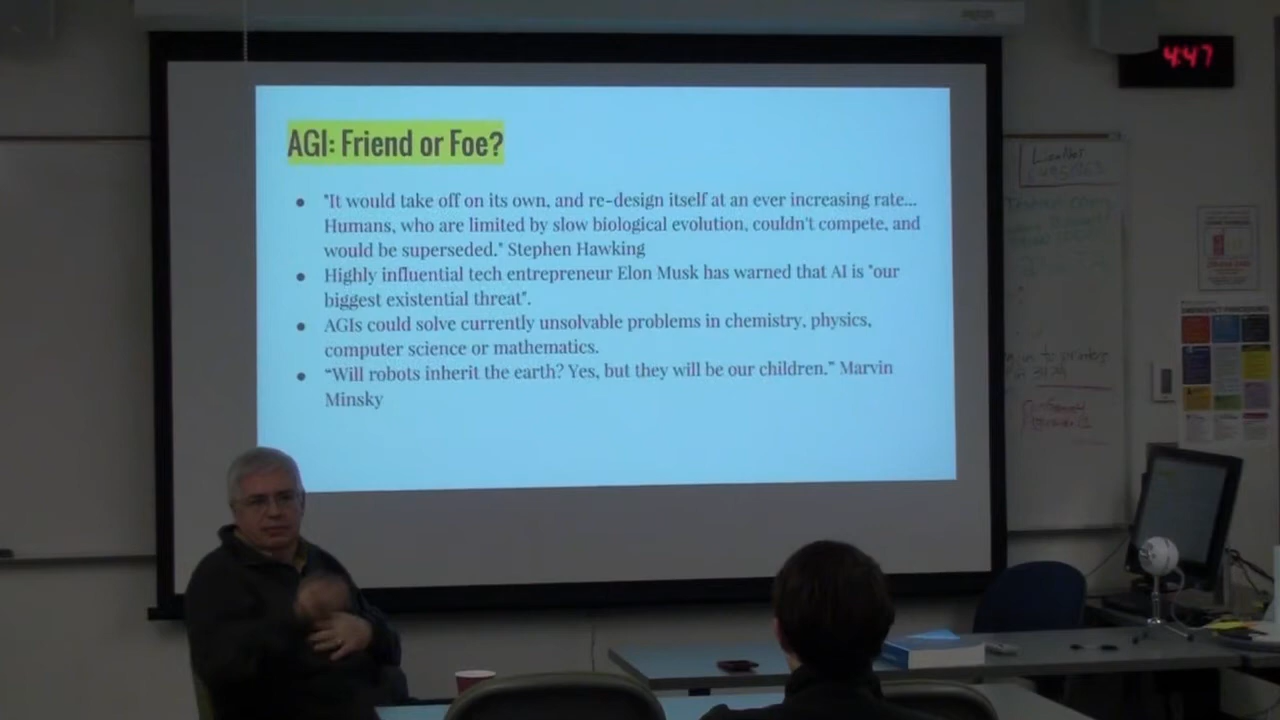 4:47
AGI: Friend or Foe?
● "It would take off on its own, and re-design itself at an ever increasing rate...
Humans, who are limited by slow biological evolution, couldn't compete, and
would be superseded." Stephen Hawking
● Highly influential tech entrepreneur Elon Musk has warned that AI is "our
biggest existential threat".
● AGIs could solve currently unsolvable problems in chemistry, physics,
computer science or mathematics.
● “Will robots inherit the earth? Yes, but they will be our children.” Marvin
Minsky